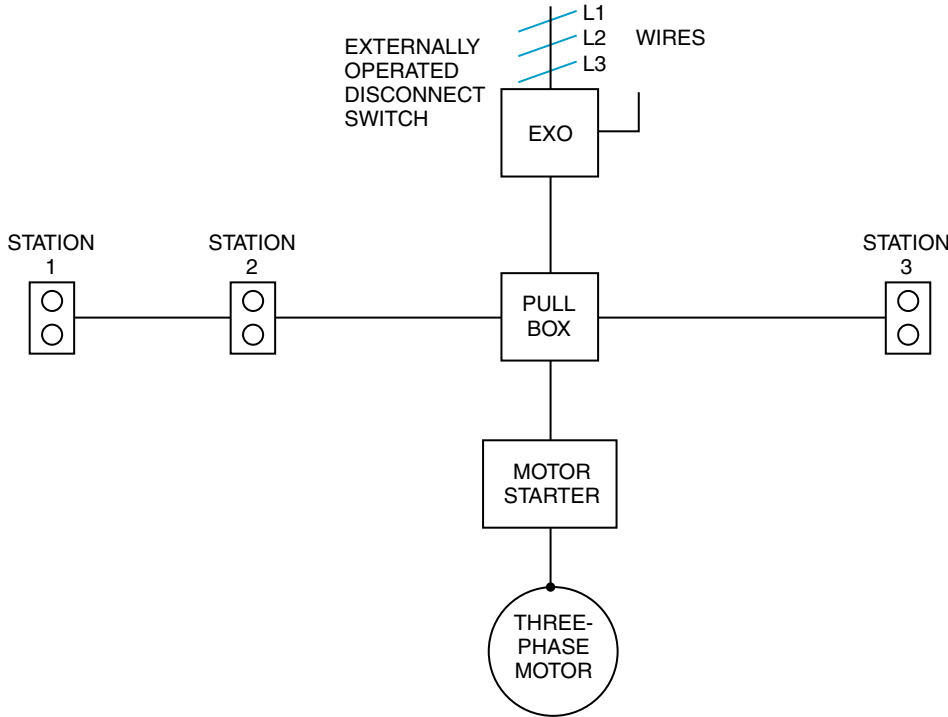 L1
L2
L3
WIRES
EXTERNALLY
OPERATED
DISCONNECT
SWITCH
EXO
STATION
1
STATION
2
STATION
3
PULL
BOX
MOTOR
STARTER
THREE-
PHASE
MOTOR